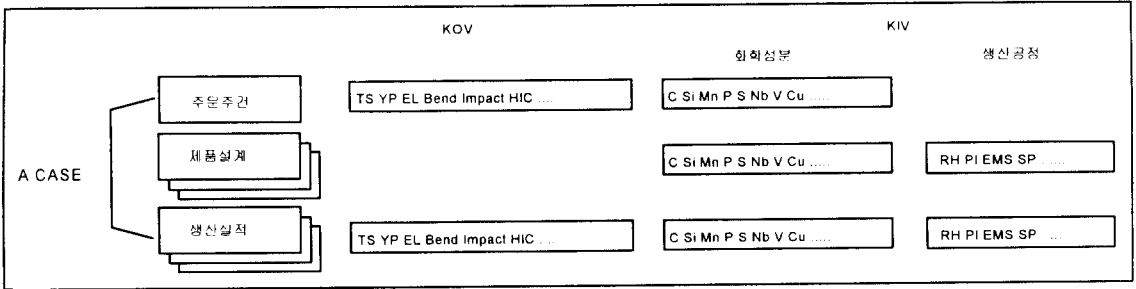 KOV
KIV
화학성분
생산공정
주문주건
TS YP EL Bend Impact HIC ....
C Si Mn P S Nb V Cu .....
제품설계
C Si Mn P S Nb V Cu .....
RH PI EMS SP ......
A CASE
생산실적
TS YP EL Bend Impact HIC ....
C Si Mn P S Nb V Cu .....
RH PI EMS SP ...